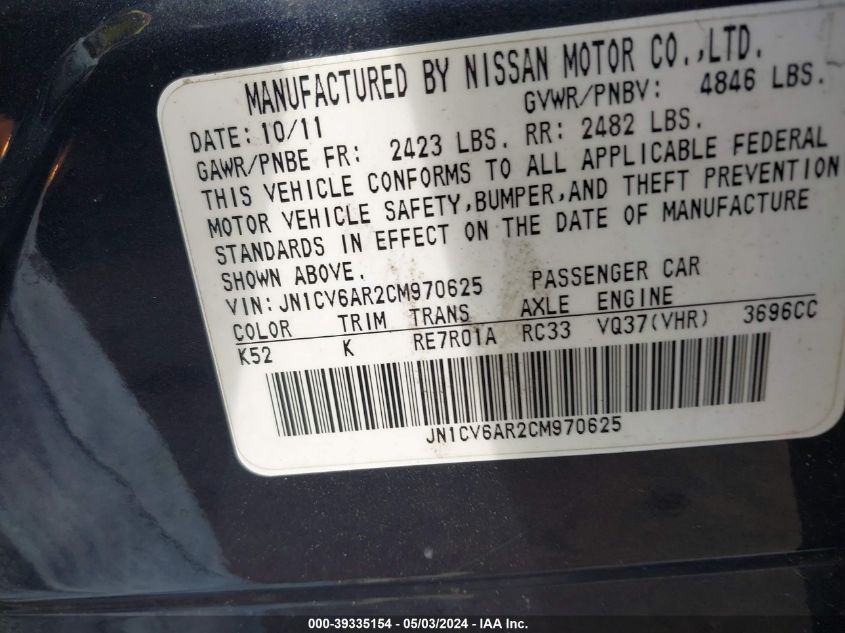 MANUFACTURED BY NISSAN MOTOR CO.,LTD.
GVWR/PNBV: 4846 LBS.
DATE: 10/11
GAWR/PNBE FR: 2423 LBS. RR: 2482 LBS.
THIS VEHICLE CONFORMS TO ALL APPLICABLE FEDERAL
MOTOR VEHICLE SAFETY,BUMPER,AND THEFT PREVENTION
STANDARDS IN EFFECT ON THE DATE OF MANUFACTURE
SHOWN ABOVE.
VIN: JN1CV6AR2CM970625 PASSENGER CAR
COLOR TRIM TRANS AXLE ENGINE
K52 K RE7R01A RC33 VQ37(VHR) 3696CC
JN1CV6AR2CM970625
000-39335154 - 05/03/2024 - IAA Inc.